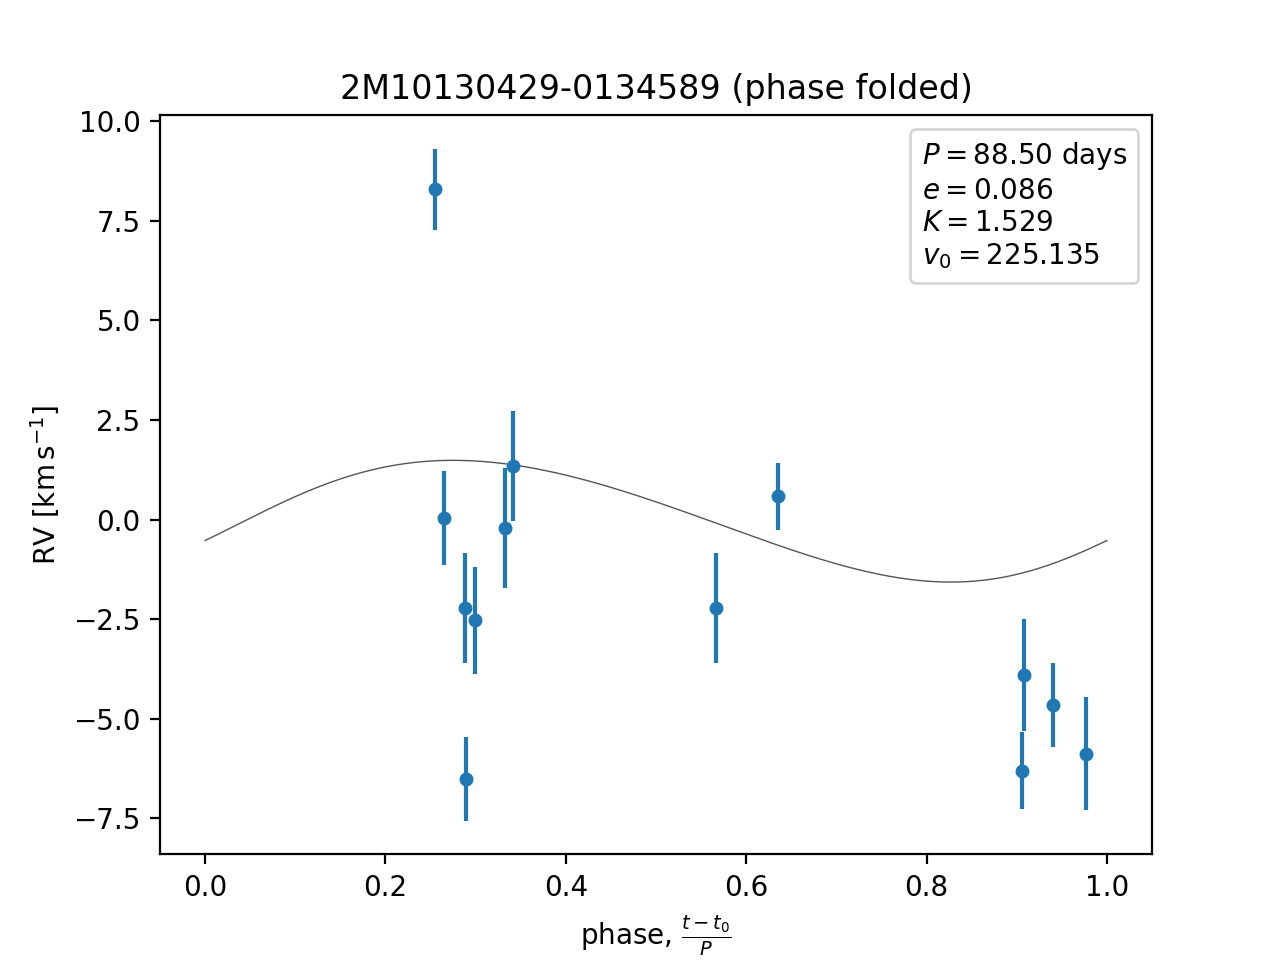 2M10130429-0134589 (phase folded)
P = 88.50 days
e = 0.086
K = 1.529
v₀ = 225.135
10.0
7.5
5.0
2.5
0.0
−2.5
−5.0
−7.5
RV [km s⁻¹]
0.0 0.2 0.4 0.6 0.8 1.0
phase, (t − t₀)/P